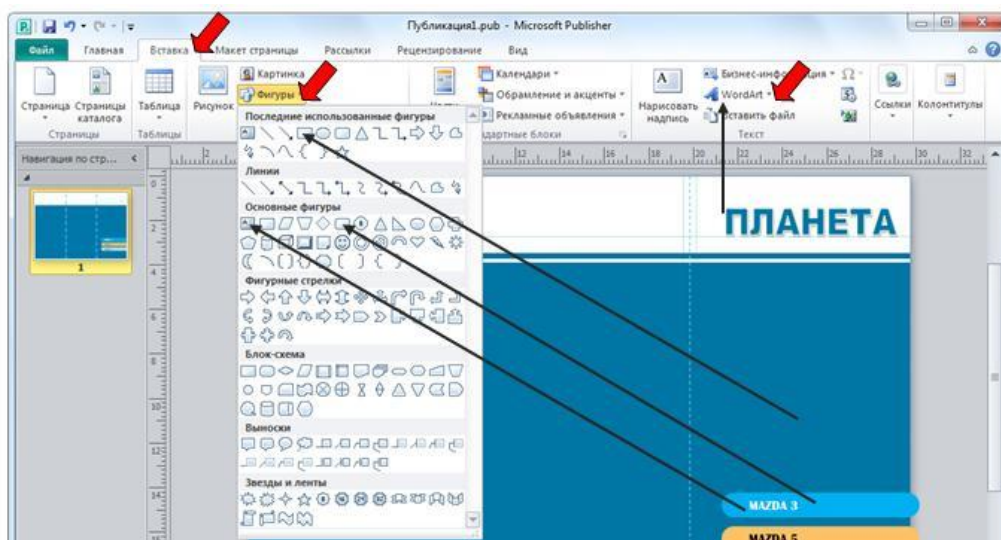 Публикация1.pub - Microsoft Publisher
Файл Главная Вставка Макет страницы Рассылки Рецензирование Вид
Картинка
Календари
Бизнес-информация
Фигуры
Обрамление и акценты
WordArt
Страница Страницы каталога Таблица Рисунок
Рекламные объявления
Нарисовать надпись
Вставить файл
Ссылки Колонтитулы
Страницы Таблицы
Текст
Навигация по стр...
Последние использованные фигуры
Линии
Основные фигуры
Фигурные стрелки
Блок-схема
Выноски
Звезды и ленты
1
ПЛАНЕТА
MAZDA 3
MAZDA 5